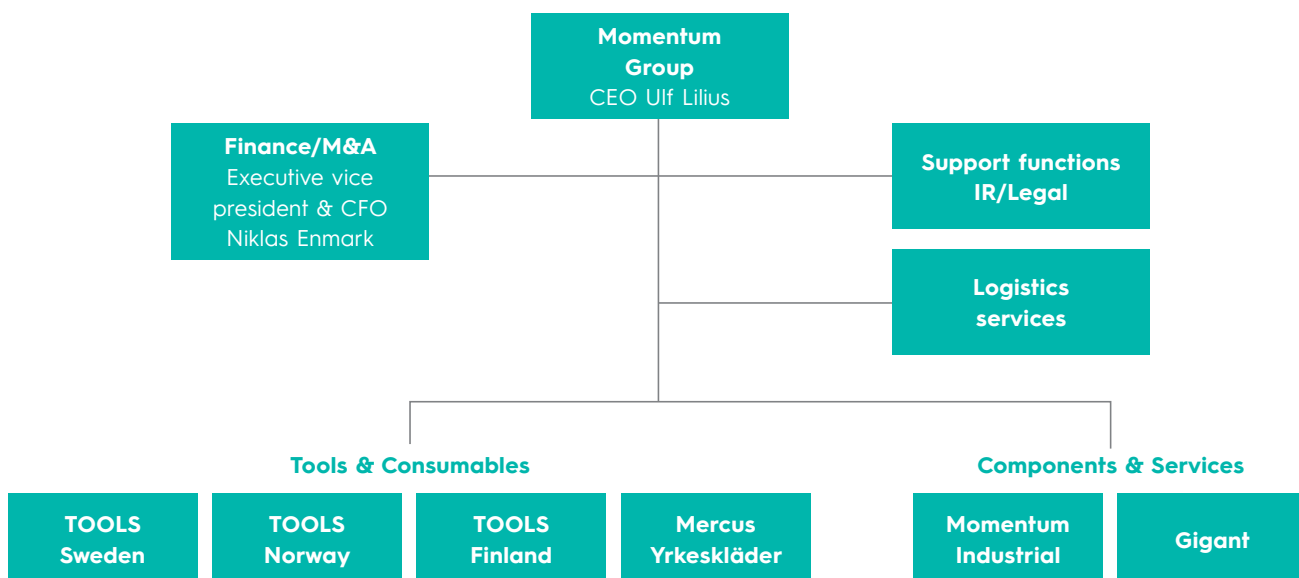 Momentum
Group
CEO Ulf Lilius
Finance/M&A
Executive vice
president & CFO
Niklas Enmark
Support functions
IR/Legal
Logistics
services
Tools & Consumables
Components & Services
TOOLS
Sweden
TOOLS
Norway
TOOLS
Finland
Mercus
Yrkeskläder
Momentum
Industrial
Gigant